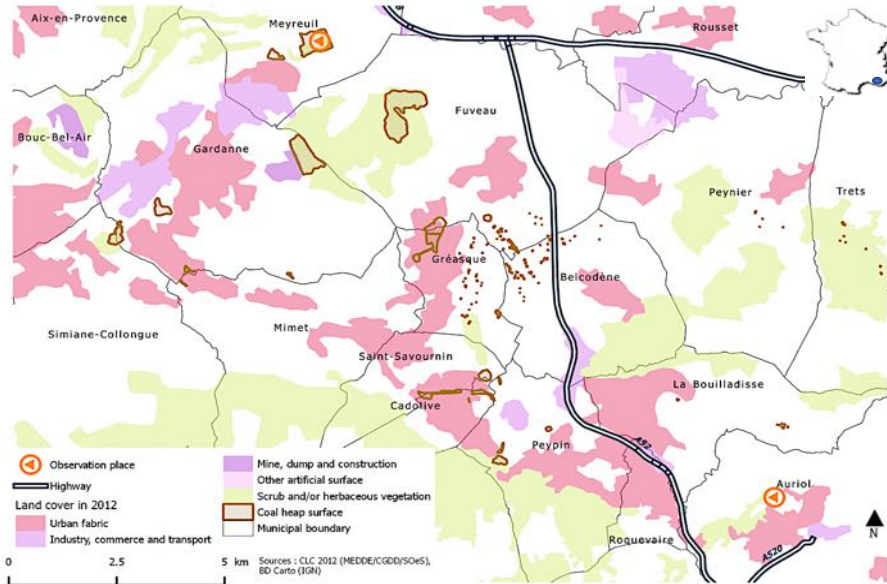 Aix-en-Provence
Meyreuil
Rousset
Fuveau
Bouc-Bel-Air
Gardanne
Peynier
Trets
Gréasque
Belcodène
Simiane-Collongue
Mimet
Saint-Savournin
La Bouilladisse
Cadolive
Peypin
A52
Auriol
Roquevaire
A520
N
Observation place
Highway
Land cover in 2012
Urban fabric
Industry, commerce and transport
Mine, dump and construction
Other artificial surface
Scrub and/or herbaceous vegetation
Coal heap surface
Municipal boundary
0 2.5 5 km
Sources : CLC 2012 (MEDDE/CGDD/SOeS),
BD Carto (IGN)